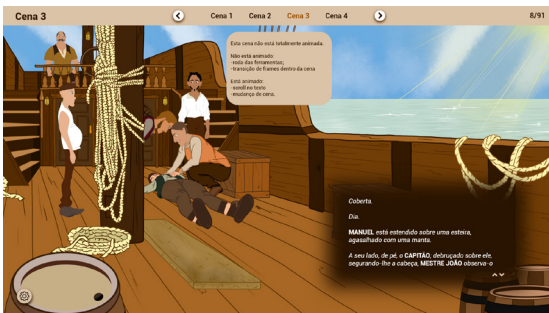 Cena 3
Cena 1 Cena 2 Cena 3 Cena 4
8/91
Esta cena não está totalmente animada.
Não está animado:
-roda das ferramentas;
-transição de frames dentro da cena
Está animado:
-scroll no texto
-mudança de cena.
Coberta.
Dia.
MANUEL está estendido sobre uma esteira,
agasalhado com uma manta.
A seu lado, de pé, o CAPITÃO, debruçado sobre ele,
segurando-lhe a cabeça, MESTRE JOÃO observa-o